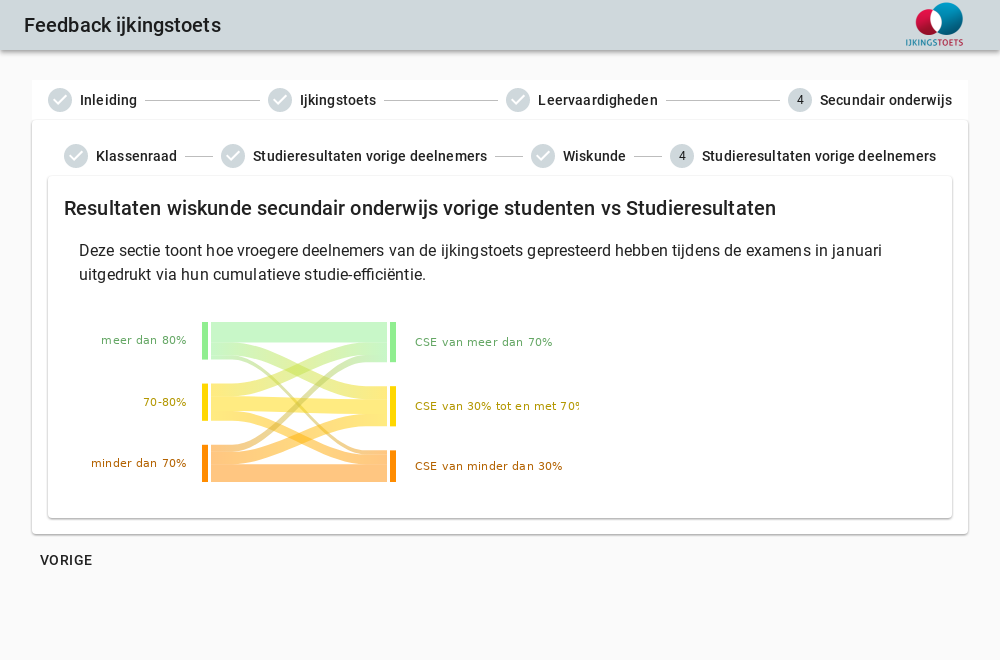 Feedback ijkingstoets
IJKINGSTOETS
Inleiding
Ijkingstoets
Leervaardigheden
4 Secundair onderwijs
Klassenraad
Studieresultaten vorige deelnemers
Wiskunde
4 Studieresultaten vorige deelnemers
Resultaten wiskunde secundair onderwijs vorige studenten vs Studieresultaten
Deze sectie toont hoe vroegere deelnemers van de ijkingstoets gepresteerd hebben tijdens de examens in januari
uitgedrukt via hun cumulatieve studie-efficiëntie.
meer dan 80%
CSE van meer dan 70%
70-80%
CSE van 30% tot en met 70%
minder dan 70%
CSE van minder dan 30%
VORIGE